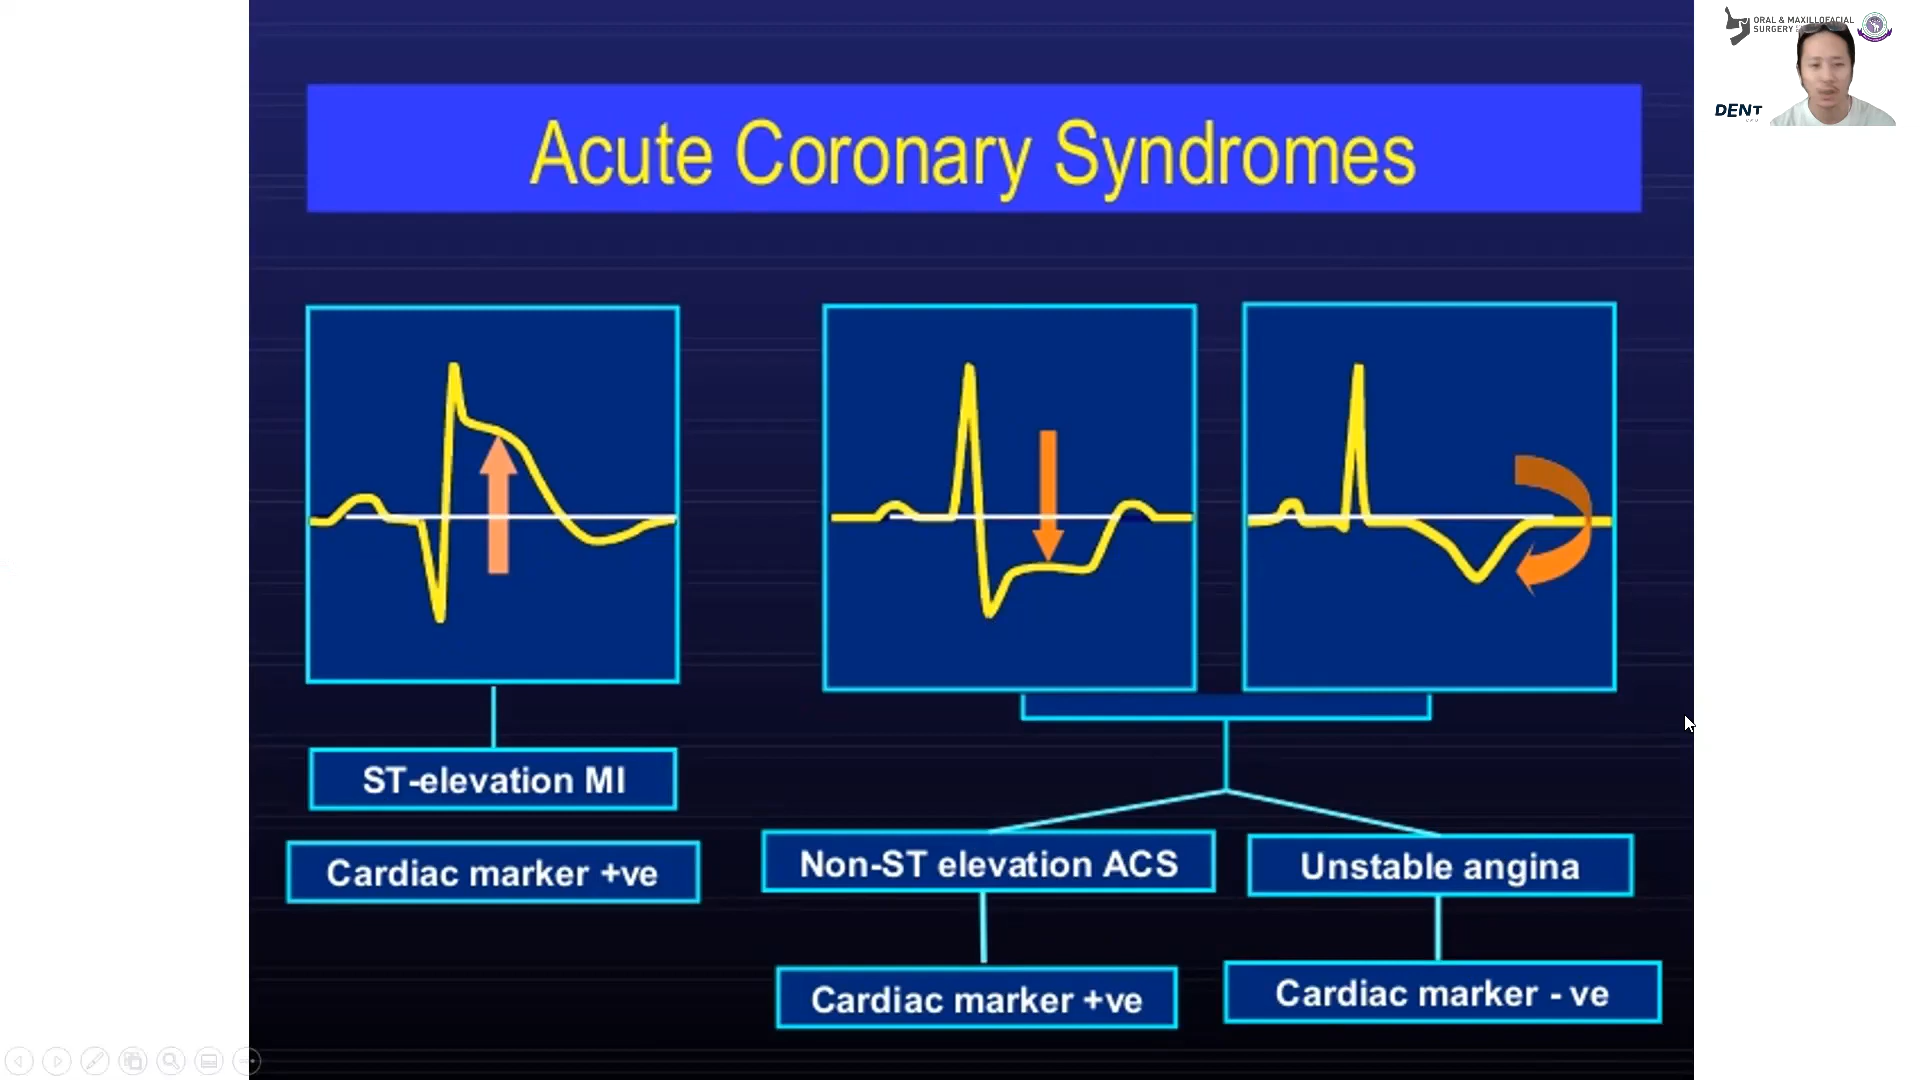 ORAL & MAXILLOFACIAL
SURGERY
DENT
Acute Coronary Syndromes
ST-elevation MI
Cardiac marker +ve
Non-ST elevation ACS
Unstable angina
Cardiac marker +ve
Cardiac marker - ve